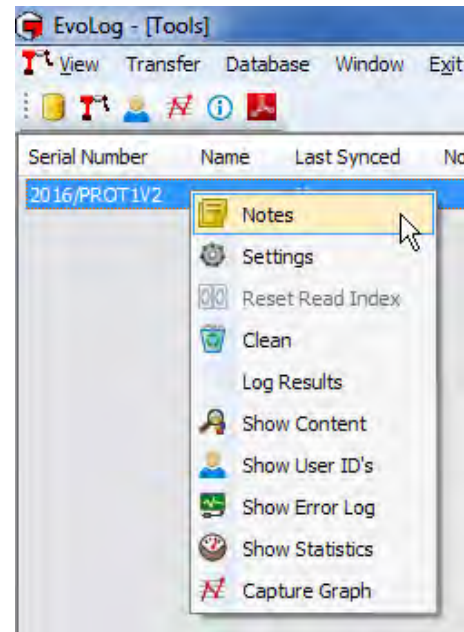 EvoLog - [Tools]
View Transfer Database Window Exit
Serial Number Name Last Synced No
2016/PROT1V2
Notes
Settings
Reset Read Index
Clean
Log Results
Show Content
Show User ID's
Show Error Log
Show Statistics
Capture Graph